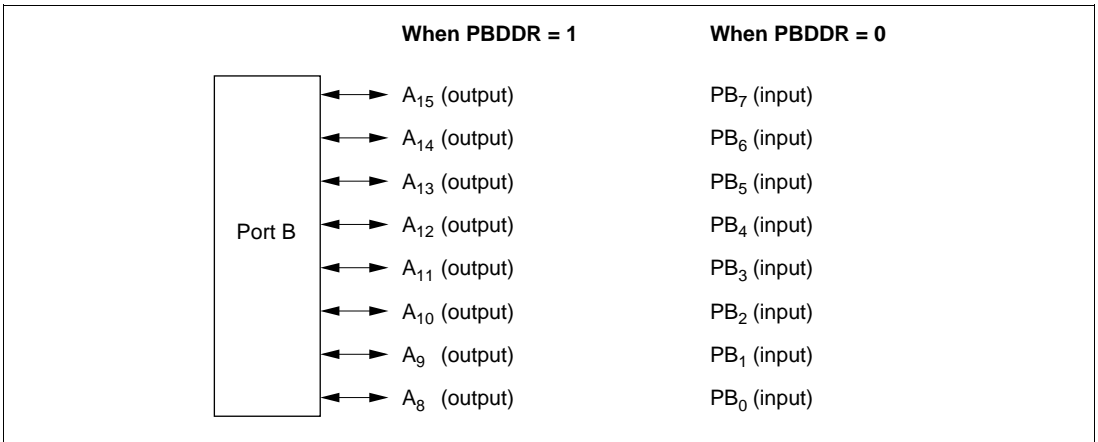 When PBDDR = 1 When PBDDR = 0
A15 (output) PB7 (input)
A14 (output) PB6 (input)
A13 (output) PB5 (input)
Port B A12 (output) PB4 (input)
A11 (output) PB3 (input)
A10 (output) PB2 (input)
A9 (output) PB1 (input)
A8 (output) PB0 (input)